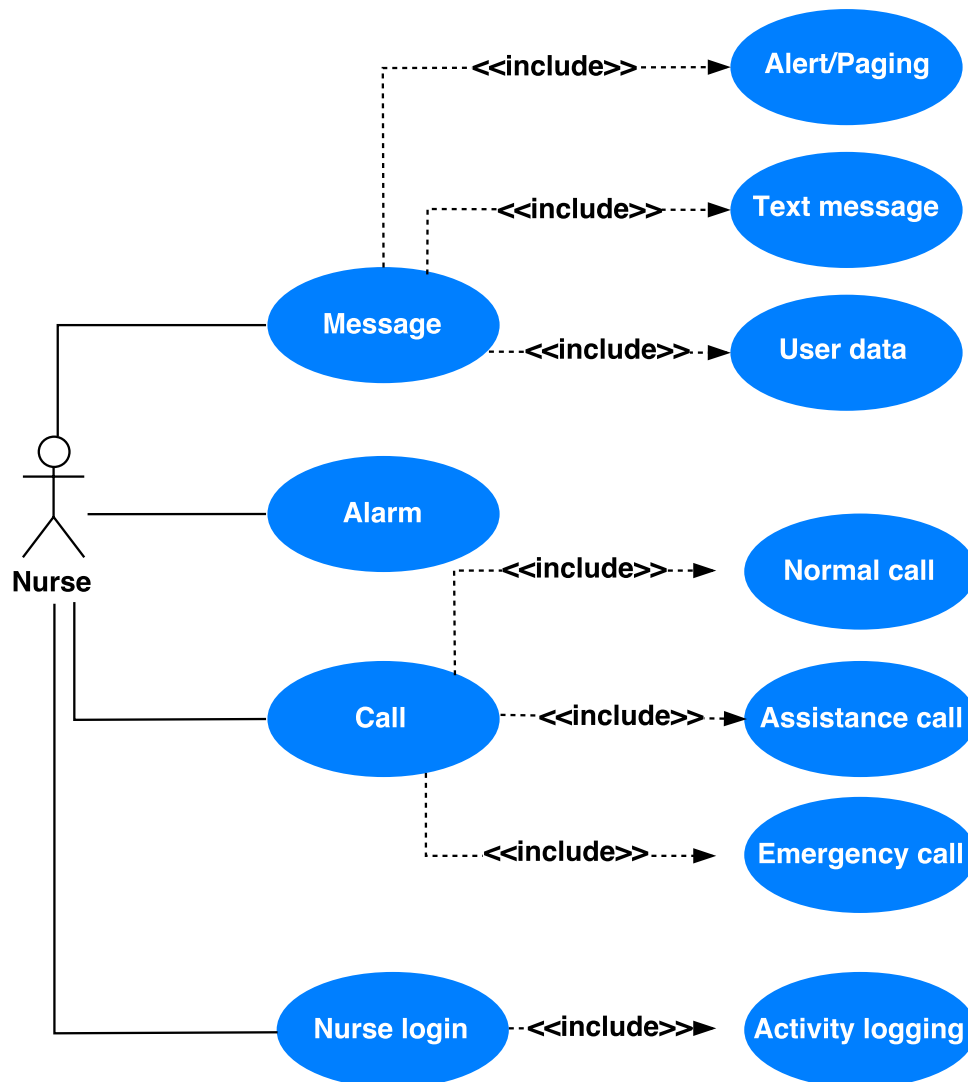 <<include>>
Alert/Paging
<<include>>
Text message
Message
<<include>>
User data
Alarm
Nurse
<<include>>
Normal call
Call
<<include>>
Assistance call
<<include>>
Emergency call
Nurse login
<<include>>
Activity logging